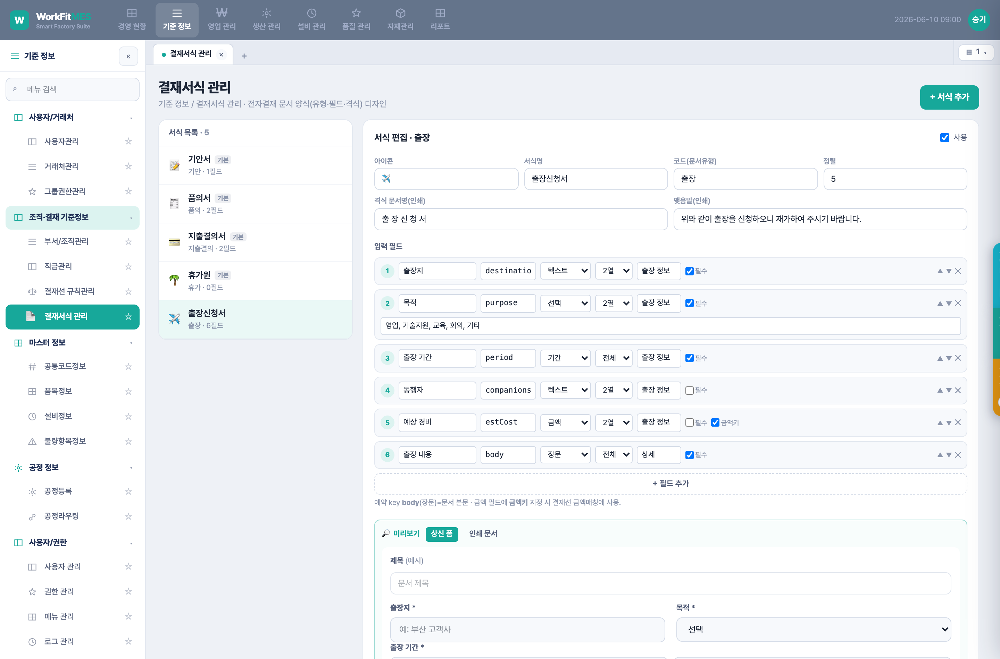 W
WorkFitMES
Smart Factory Suite
경영 현황
기준 정보
영업 관리
생산 관리
설비 관리
품질 관리
자재관리
리포트
2026-06-10 09:00
승기
기준 정보
«
메뉴 검색
사용자/거래처
사용자관리
거래처관리
그룹권한관리
조직·결재 기준정보
부서/조직관리
직급관리
결재선 규칙관리
결재서식 관리
마스터 정보
공통코드정보
품목정보
설비정보
불량항목정보
공정 정보
공정등록
공정라우팅
사용자/권한
사용자 관리
권한 관리
메뉴 관리
로그 관리
결재서식 관리 ×
+
1
결재서식 관리
기준 정보 / 결재서식 관리 · 전자결재 문서 양식(유형·필드·격식) 디자인
+ 서식 추가
서식 목록 · 5
기안서 기본
기안 · 1필드
품의서 기본
품의 · 2필드
지출결의서 기본
지출결의 · 2필드
휴가원 기본
휴가 · 0필드
출장신청서
출장 · 6필드
서식 편집 · 출장
사용
아이콘 서식명 코드(문서유형) 정렬
✈️ 출장신청서 출장 5
격식 문서명(인쇄) 맺음말(인쇄)
출 장 신 청 서 위와 같이 출장을 신청하오니 재가하여 주시기 바랍니다.
입력 필드
1 출장지 destinatio 텍스트 2열 출장 정보 필수 ▲ ▼ ✕
2 목적 purpose 선택 2열 출장 정보 필수 ▲ ▼ ✕
영업, 기술지원, 교육, 회의, 기타
3 출장 기간 period 기간 전체 출장 정보 필수 ▲ ▼ ✕
4 동행자 companions 텍스트 2열 출장 정보 필수 ▲ ▼ ✕
5 예상 경비 estCost 금액 2열 출장 정보 필수 금액키 ▲ ▼ ✕
6 출장 내용 body 장문 전체 상세 필수 ▲ ▼ ✕
+ 필드 추가
예약 key body(장문)=문서 본문 · 금액 필드에 금액키 지정 시 결재선 금액매칭에 사용.
🔎 미리보기 상신 폼 인쇄 문서
제목 (예시)
문서 제목
출장지 * 목적 *
예: 부산 고객사 선택
출장 기간 *